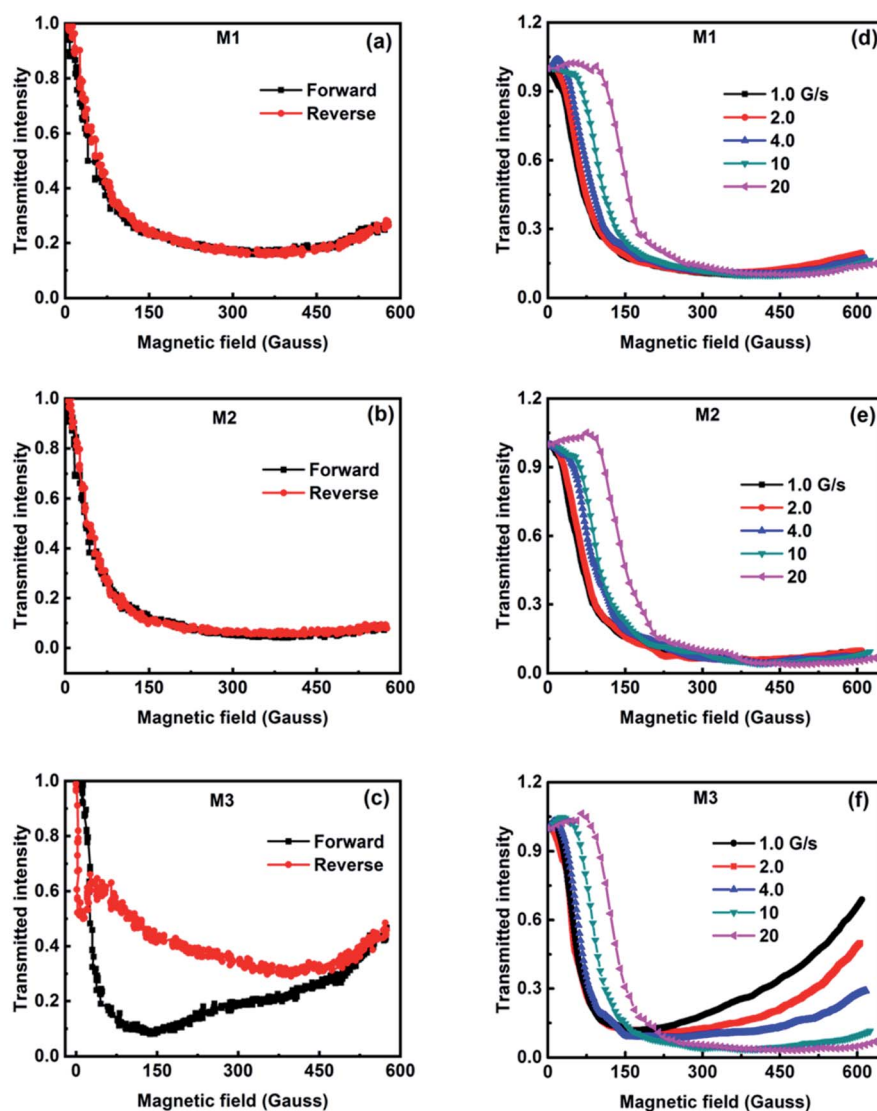 M1
(a)
Forward
Reverse
Transmitted intensity
1.0
0.8
0.6
0.4
0.2
0.0
0 150 300 450 600
Magnetic field (Gauss)
M1
(d)
1.0 G/s
2.0
4.0
10
20
Transmitted intensity
1.2
0.9
0.6
0.3
0.0
0 150 300 450 600
Magnetic field (Gauss)
M2
(b)
Forward
Reverse
Transmitted intensity
1.0
0.8
0.6
0.4
0.2
0.0
0 150 300 450 600
Magnetic field (Gauss)
M2
(e)
1.0 G/s
2.0
4.0
10
20
Transmitted intensity
1.2
0.9
0.6
0.3
0.0
0 150 300 450 600
Magnetic field (Gauss)
M3
(c)
Forward
Reverse
Transmitted intensity
1.0
0.8
0.6
0.4
0.2
0.0
0 150 300 450 600
Magnetic field (Gauss)
M3
(f)
1.0 G/s
2.0
4.0
10
20
Transmitted intensity
1.2
0.9
0.6
0.3
0.0
0 150 300 450 600
Magnetic field (Gauss)